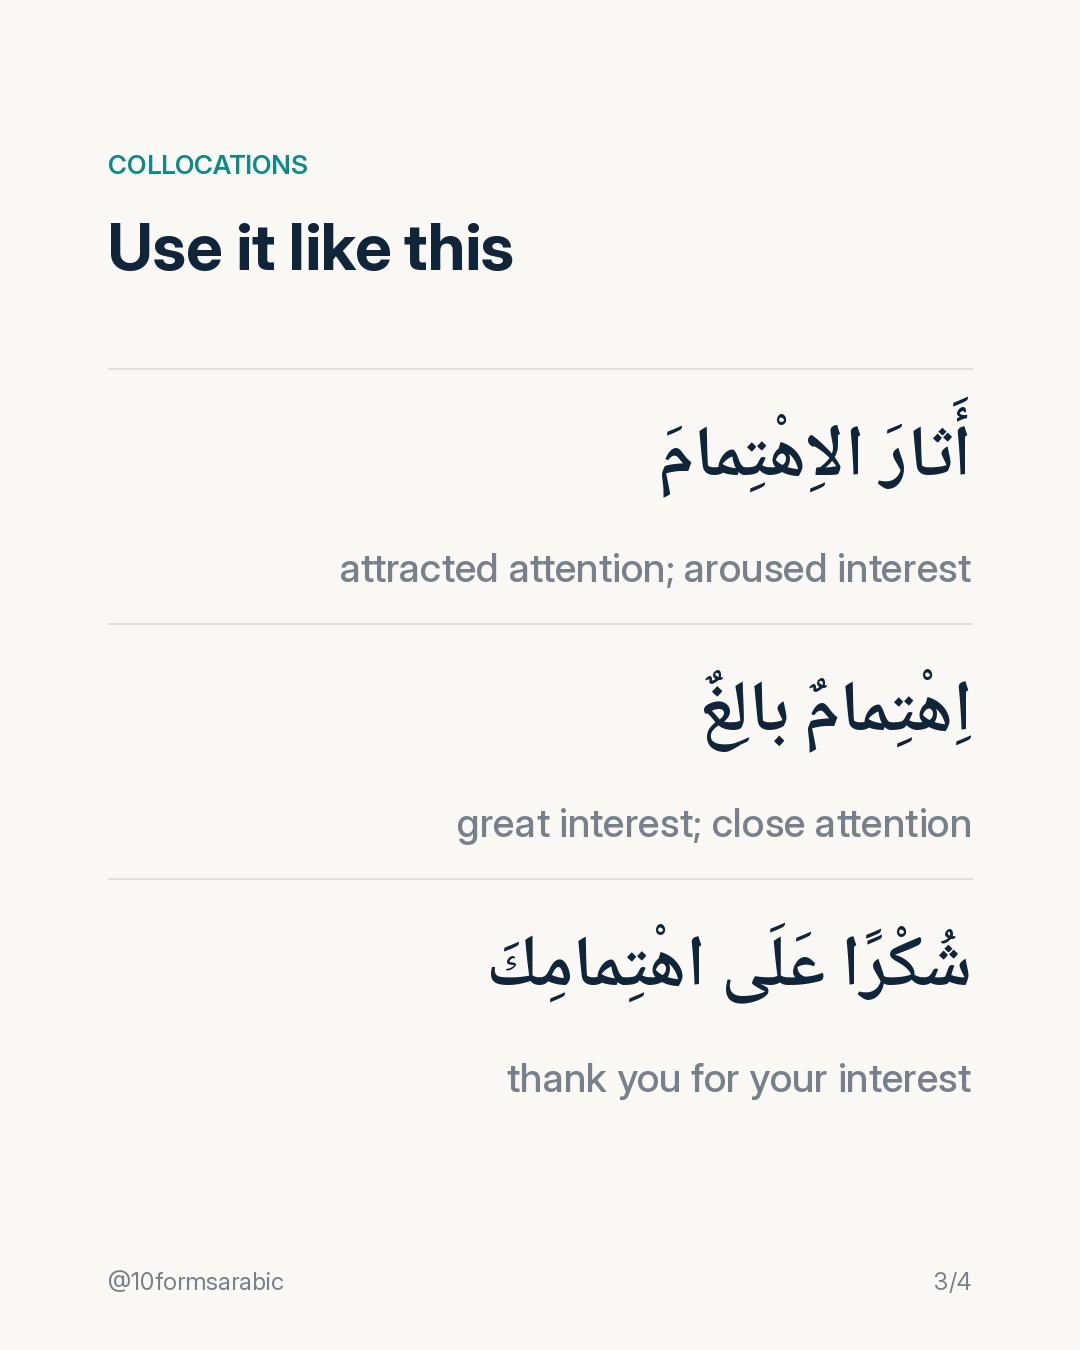 COLLOCATIONS
Use it like this
أَثارَ الاِهْتِمامَ
attracted attention; aroused interest
اِهْتِمامٌ بالِغٌ
great interest; close attention
شُكْرًا عَلَى اهْتِمامِكَ
thank you for your interest
@10formsarabic
3/4